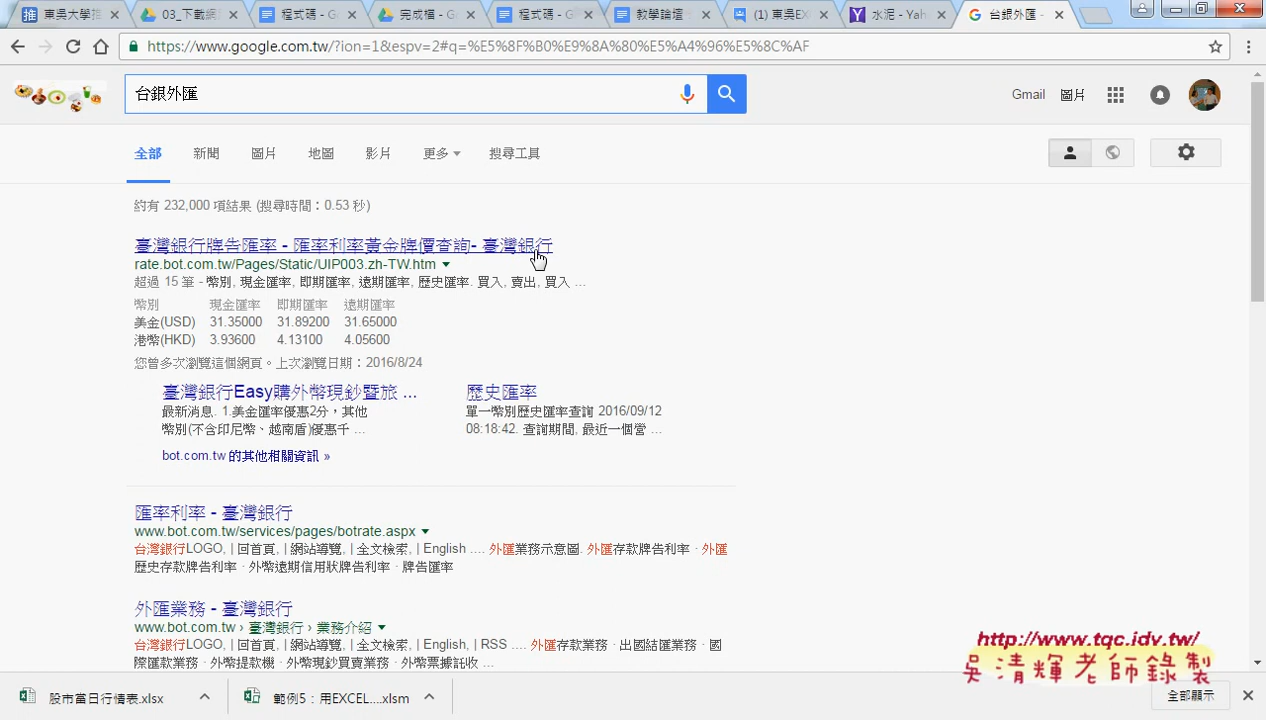 東吳大學推
03_下載網
程式碼 - G
完成檔 - G
程式碼 - G
教學論壇
(1) 東吳EX
水泥 - Yah
台銀外匯 -
https://www.google.com.tw/?ion=1&espv=2#q=%E5%8F%B0%E9%8A%80%E5%A4%96%E5%8C%AF
台銀外匯
Gmail 圖片
全部 新聞 圖片 地圖 影片 更多 搜尋工具
約有 232,000 項結果 (搜尋時間：0.53 秒)
臺灣銀行牌告匯率 - 匯率利率黃金牌價查詢- 臺灣銀行
rate.bot.com.tw/Pages/Static/UIP003.zh-TW.htm
超過 15 筆 - 幣別, 現金匯率, 即期匯率, 遠期匯率, 歷史匯率. 買入, 賣出, 買入 ...
幣別 現金匯率 即期匯率 遠期匯率
美金(USD) 31.35000 31.89200 31.65000
港幣(HKD) 3.93600 4.13100 4.05600
您曾多次瀏覽這個網頁。上次瀏覽日期：2016/8/24
臺灣銀行Easy購外幣現鈔暨旅 ...
最新消息. 1.美金匯率優惠2分，其他
幣別(不含印尼幣、越南盾)優惠千 ...
歷史匯率
單一幣別歷史匯率查詢 2016/09/12
08:18:42. 查詢期間, 最近一個營 ...
bot.com.tw 的其他相關資訊 »
匯率利率 - 臺灣銀行
www.bot.com.tw/services/pages/botrate.aspx
台灣銀行LOGO, | 回首頁, | 網站導覽, | 全文檢索, | English .... 外匯業務示意圖. 外匯存款牌告利率 · 外匯
歷史存款牌告利率 · 外幣遠期信用狀牌告利率 · 牌告匯率
外匯業務 - 臺灣銀行
www.bot.com.tw › 臺灣銀行 › 業務介紹
台灣銀行LOGO, | 回首頁, | 網站導覽, | 全文檢索, | English, | RSS .... 外匯存款業務 · 出國結匯業務 · 國
際匯款業務 · 外幣提款機 · 外幣現鈔買賣業務 · 外幣票據託收 ...
http://www.tqc.idv.tw/
吳清輝老師錄製
股市當日行情表.xlsx
範例5：用EXCEL....xlsm
全部顯示